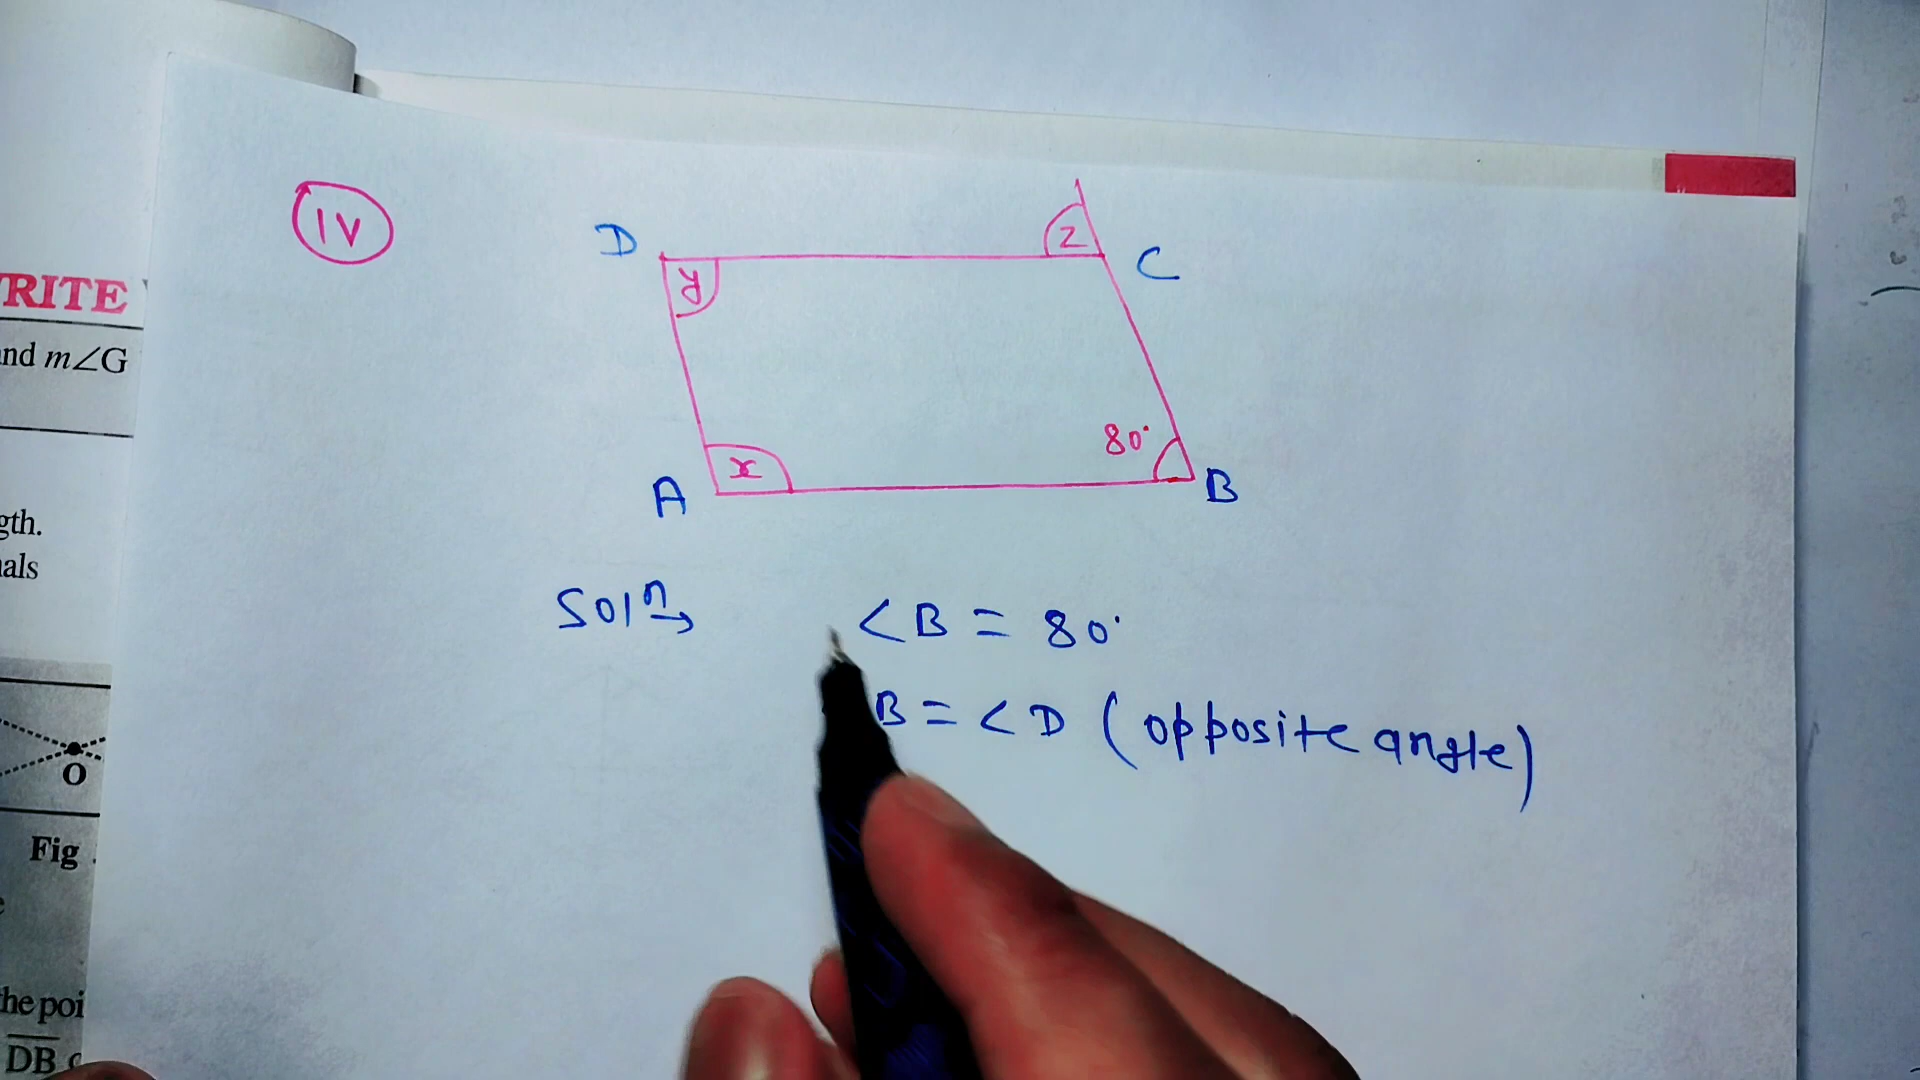 RITE
nd m∠G
gth.
als
O
Fig
he poi
DB
IV
D
y
z
C
A
x
80°
B
Solⁿ→ <B = 80°
B = <D (opposite angle)